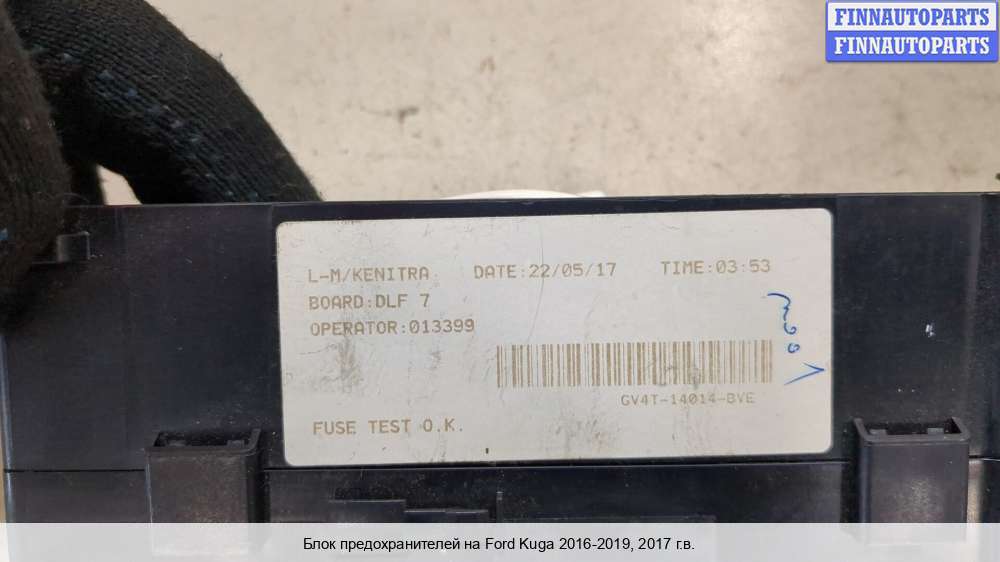 FINNAUTOPARTS
FINNAUTOPARTS
L-M/KENITRA DATE:22/05/17 TIME:03:53
BOARD:DLF 7
OPERATOR:013399
GV4T-14014-BVE
FUSE TEST O.K.
Блок предохранителей на Ford Kuga 2016-2019, 2017 г.в.